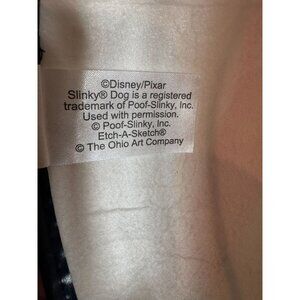 ©Disney/Pixar
Slinky® Dog is a registered
trademark of Poof-Slinky, Inc.
Used with permission.
© Poof-Slinky, Inc.
Etch-A-Sketch®
© The Ohio Art Company